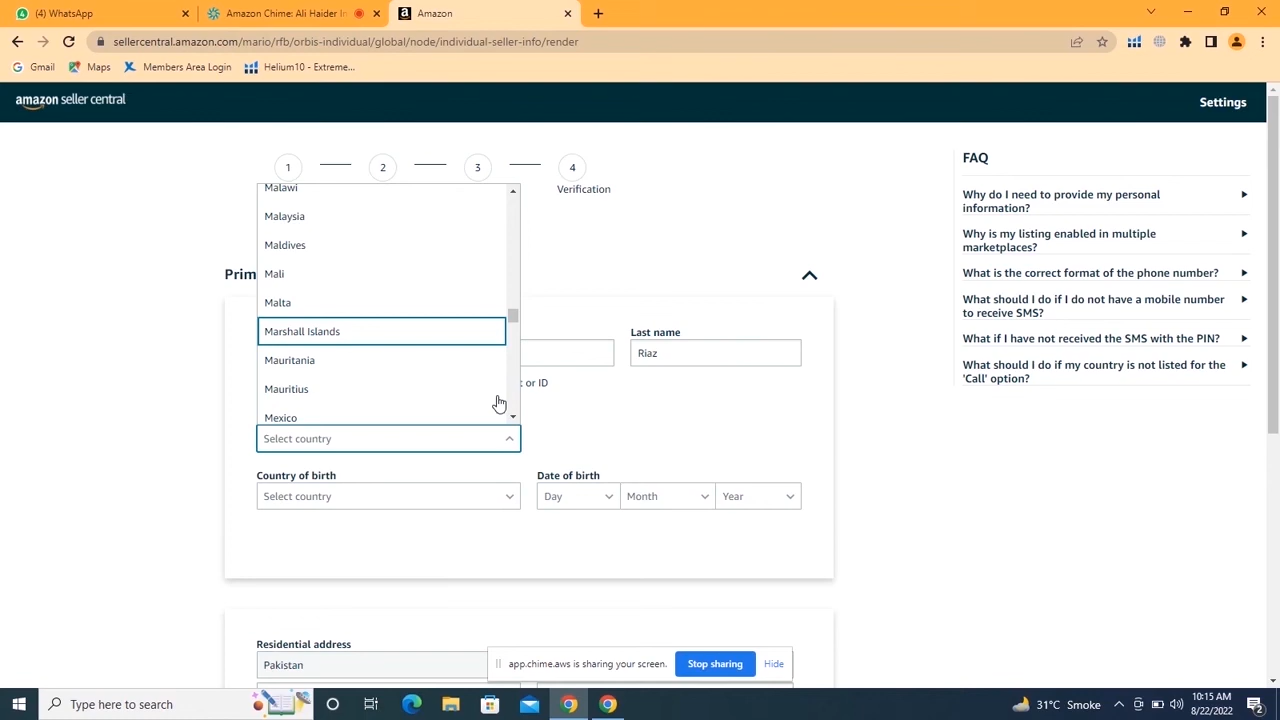 (4) WhatsApp
Amazon Chime: Ali Haider In
Amazon
sellercentral.amazon.com/mario/rfb/orbis-individual/global/node/individual-seller-info/render
Gmail
Maps
Members Area Login
Helium10 - Extreme...
amazon seller central
Settings
1
2
3
4
Verification
Malawi
Malaysia
Maldives
Mali
Malta
Marshall Islands
Mauritania
Mauritius
Mexico
Select country
Prim
Last name
Riaz
t or ID
Country of birth
Select country
Date of birth
Day
Month
Year
Residential address
Pakistan
FAQ
Why do I need to provide my personal
information?
Why is my listing enabled in multiple
marketplaces?
What is the correct format of the phone number?
What should I do if I do not have a mobile number
to receive SMS?
What if I have not received the SMS with the PIN?
What should I do if my country is not listed for the
'Call' option?
app.chime.aws is sharing your screen.
Stop sharing
Hide
Type here to search
31°C Smoke
10:15 AM
8/22/2022
2